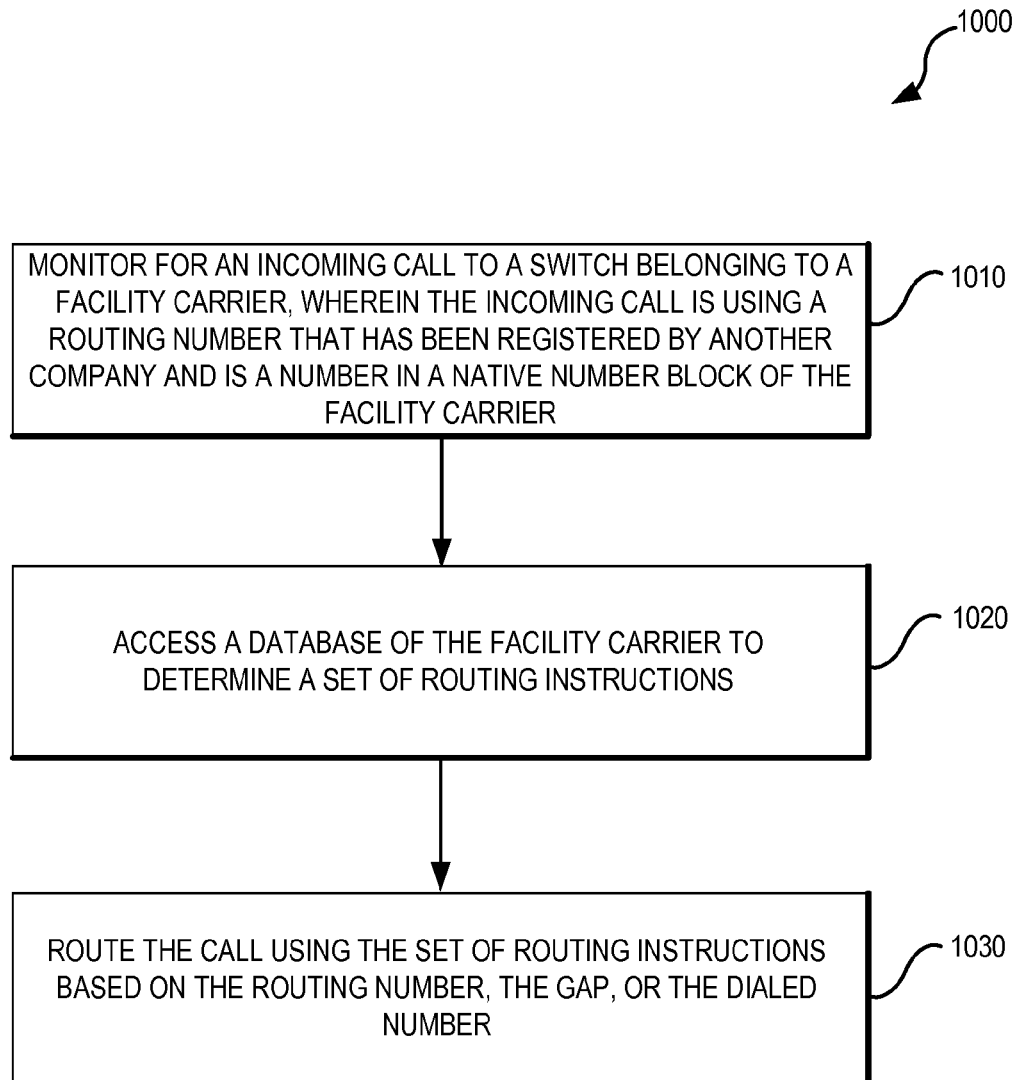 1000
MONITOR FOR AN INCOMING CALL TO A SWITCH BELONGING TO A
FACILITY CARRIER, WHEREIN THE INCOMING CALL IS USING A
ROUTING NUMBER THAT HAS BEEN REGISTERED BY ANOTHER
COMPANY AND IS A NUMBER IN A NATIVE NUMBER BLOCK OF THE
FACILITY CARRIER
1010
ACCESS A DATABASE OF THE FACILITY CARRIER TO
DETERMINE A SET OF ROUTING INSTRUCTIONS
1020
ROUTE THE CALL USING THE SET OF ROUTING INSTRUCTIONS
BASED ON THE ROUTING NUMBER, THE GAP, OR THE DIALED
NUMBER
1030